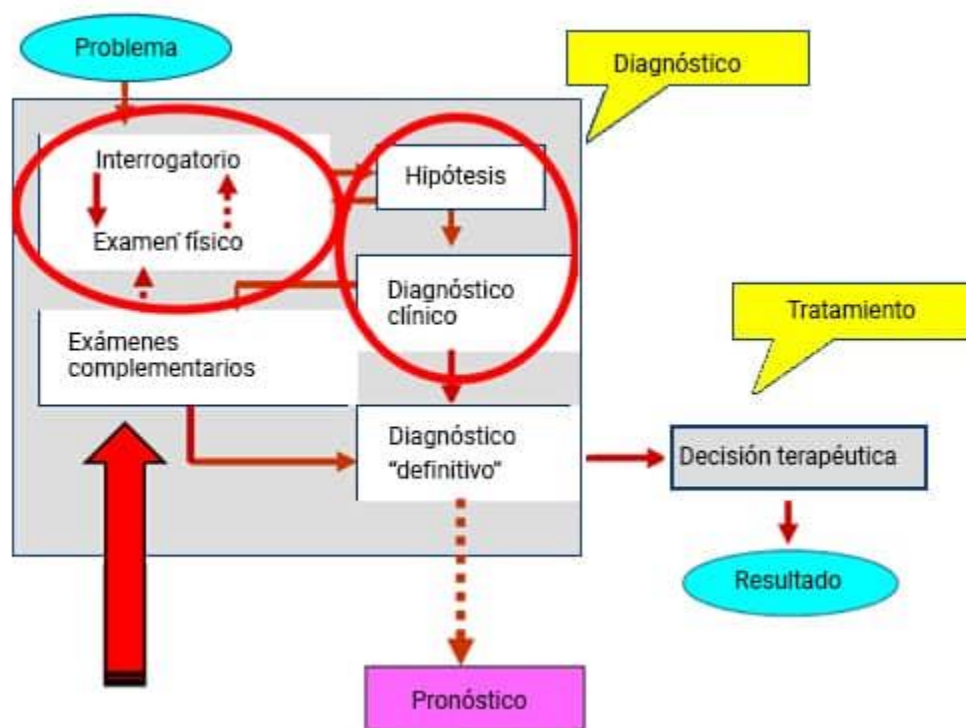 Problema
Diagnóstico
Interrogatorio
Hipótesis
Examen físico
Diagnóstico
clínico
Tratamiento
Exámenes
complementarios
Diagnóstico
“definitivo”
Decisión terapéutica
Resultado
Pronóstico